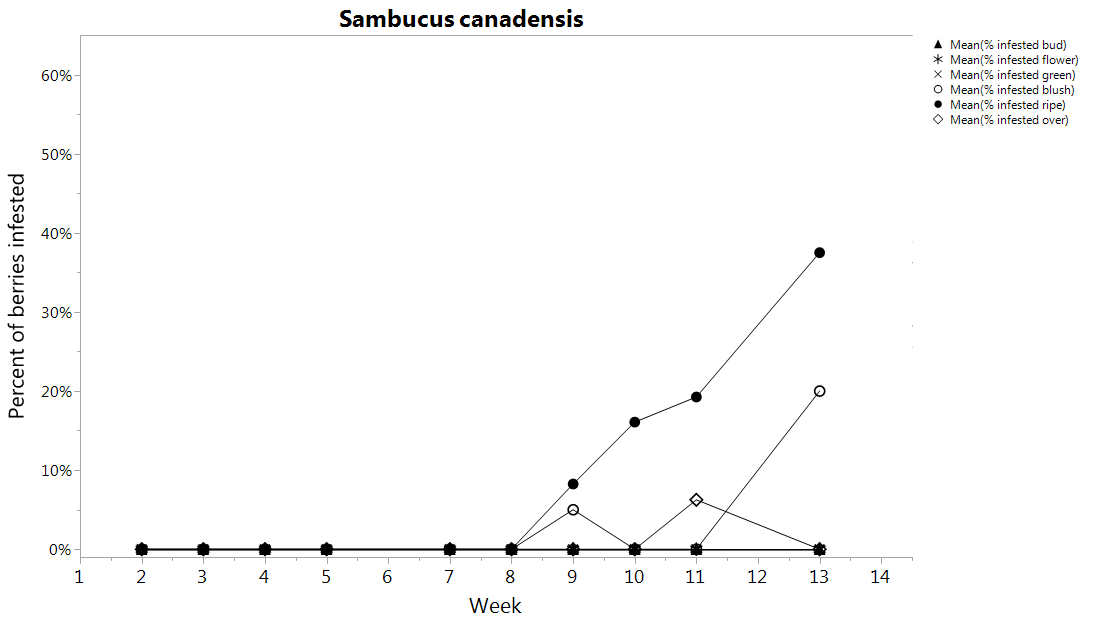 Sambucus canadensis
Mean(% infested bud)
Mean(% infested flower)
Mean(% infested green)
Mean(% infested blush)
Mean(% infested ripe)
Mean(% infested over)
Percent of berries infested
60%
50%
40%
30%
20%
10%
0%
1 2 3 4 5 6 7 8 9 10 11 12 13 14
Week